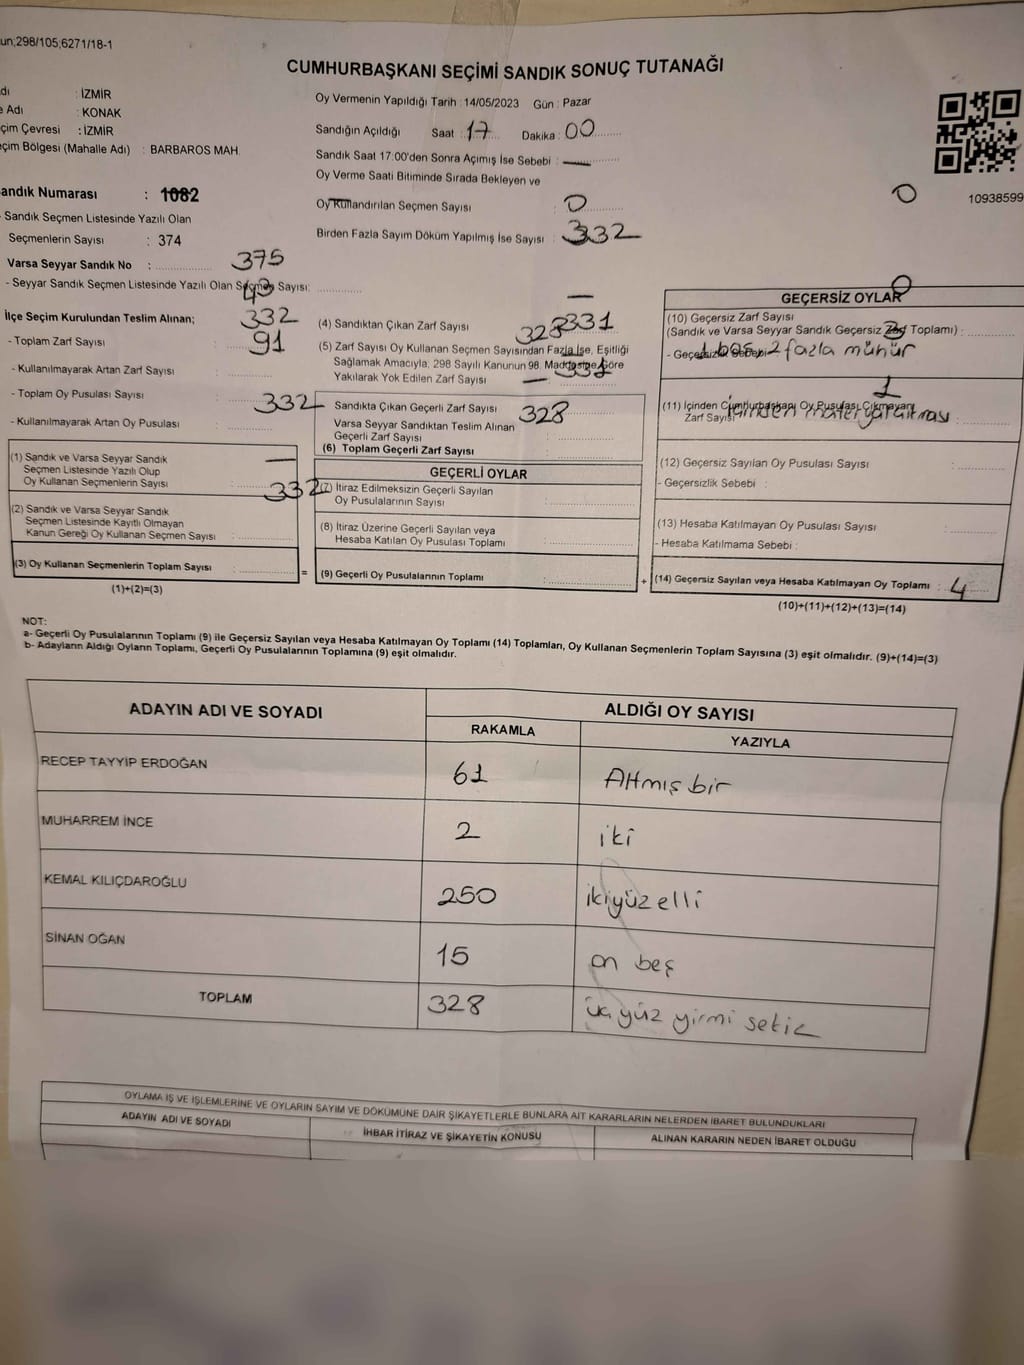 un;298/105,6271/18-1
CUMHURBAŞKANI SEÇİMİ SANDIK SONUÇ TUTANAĞI
dı : İZMİR
e Adı : KONAK
çim Çevresi : İZMİR
çim Bölgesi (Mahalle Adı) : BARBAROS MAH.
andık Numarası : 1082
- Sandık Seçmen Listesinde Yazılı Olan
Seçmenlerin Sayısı : 374
Varsa Seyyar Sandık No : 375
- Seyyar Sandık Seçmen Listesinde Yazılı Olan Seçmen Sayısı:
İlçe Seçim Kurulundan Teslim Alınan; 332
- Toplam Zarf Sayısı : 91
- Kullanılmayarak Artan Zarf Sayısı :
- Toplam Oy Pusulası Sayısı : 332
- Kullanılmayarak Artan Oy Pusulası :
Oy Vermenin Yapıldığı Tarih : 14/05/2023 Gün : Pazar
Sandığın Açıldığı Saat : 17 Dakika : 00
Sandık Saat 17:00'den Sonra Açımış İse Sebebi : —
Oy Verme Saati Bitiminde Sırada Bekleyen ve
Oy Kullandırılan Seçmen Sayısı : 0
Birden Fazla Sayım Döküm Yapılmış İse Sayısı : 332
0
10938599
(1) Sandık ve Varsa Seyyar Sandık —
Seçmen Listesinde Yazılı Olup
Oy Kullanan Seçmenlerin Sayısı : 332
(2) Sandık ve Varsa Seyyar Sandık
Seçmen Listesinde Kayıtlı Olmayan
Kanun Gereği Oy Kullanan Seçmen Sayısı :
(3) Oy Kullanan Seçmenlerin Toplam Sayısı :
(1)+(2)=(3)
—
(4) Sandıktan Çıkan Zarf Sayısı 328 331
(5) Zarf Sayısı Oy Kullanan Seçmen Sayısından Fazla İse, Eşitliği
Sağlamak Amacıyla; 298 Sayılı Kanunun 98. Maddesine Göre
Yakılarak Yok Edilen Zarf Sayısı —
Sandıkta Çıkan Geçerli Zarf Sayısı 328
Varsa Seyyar Sandıktan Teslim Alınan
Geçerli Zarf Sayısı :
(6) Toplam Geçerli Zarf Sayısı :
GEÇERLİ OYLAR
(7) İtiraz Edilmeksizin Geçerli Sayılan
Oy Pusulalarının Sayısı :
(8) İtiraz Üzerine Geçerli Sayılan veya
Hesaba Katılan Oy Pusulası Toplamı :
= (9) Geçerli Oy Pusulalarının Toplamı :
GEÇERSİZ OYLAR 0
(10) Geçersiz Zarf Sayısı
(Sandık ve Varsa Seyyar Sandık Geçersiz Zarf Toplamı) :
- Geçersizlik Sebebi 1 boş 2 fazla mühür
1
(11) İçinden Cumhurbaşkanı Oy Pusulası Çıkmayan
Zarf Sayısı :
(12) Geçersiz Sayılan Oy Pusulası Sayısı :
- Geçersizlik Sebebi :
(13) Hesaba Katılmayan Oy Pusulası Sayısı :
- Hesaba Katılmama Sebebi :
+ (14) Geçersiz Sayılan veya Hesaba Katılmayan Oy Toplamı : 4
(10)+(11)+(12)+(13)=(14)
NOT:
a- Geçerli Oy Pusulalarının Toplamı (9) ile Geçersiz Sayılan veya Hesaba Katılmayan Oy Toplamı (14) Toplamları, Oy Kullanan Seçmenlerin Toplam Sayısına (3) eşit olmalıdır. (9)+(14)=(3)
b- Adayların Aldığı Oyların Toplamı, Geçerli Oy Pusulalarının Toplamına (9) eşit olmalıdır.
ADAYIN ADI VE SOYADI ALDIĞI OY SAYISI
RAKAMLA YAZIYLA
RECEP TAYYİP ERDOĞAN 61 Altmış bir
MUHARREM İNCE 2 iki
KEMAL KILIÇDAROĞLU 250 ikiyüz elli
SİNAN OĞAN 15 on beş
TOPLAM 328 üçyüz yirmi sekiz
OYLAMA İŞ VE İŞLEMLERİNE VE OYLARIN SAYIM VE DÖKÜMÜNE DAİR ŞİKAYETLERLE BUNLARA AİT KARARLARIN NELERDEN İBARET BULUNDUKLARI
ADAYIN ADI VE SOYADI İHBAR İTİRAZ VE ŞİKAYETİN KONUSU ALINAN KARARIN NEDEN İBARET OLDUĞU